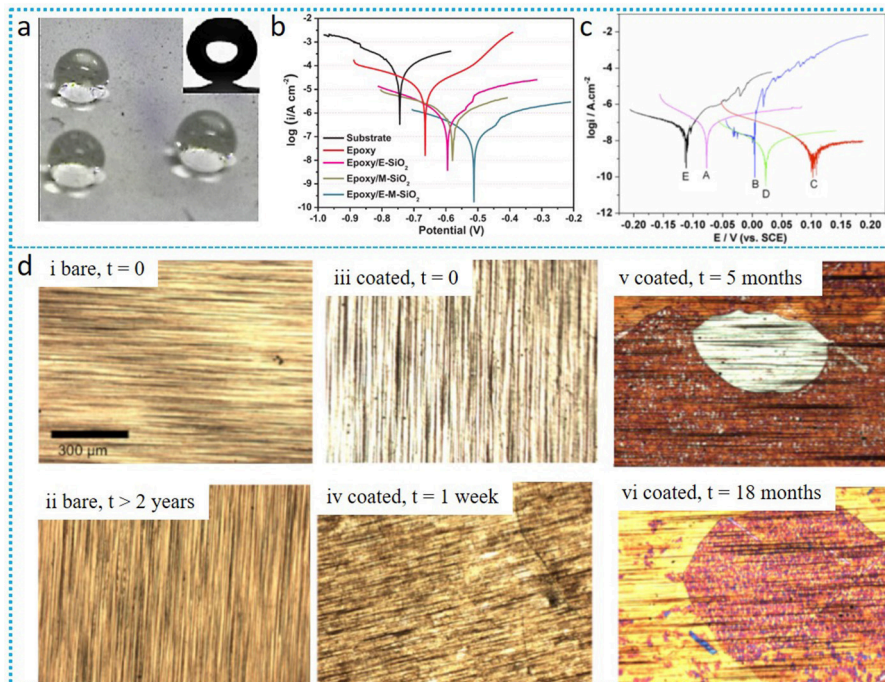 a
b
log (i/A cm⁻²)
-2
-3
-4
-5
-6
-7
-8
-9
-10
Substrate
Epoxy
Epoxy/E-SiO₂
Epoxy/M-SiO₂
Epoxy/E-M-SiO₂
-1.0 -0.9 -0.8 -0.7 -0.6 -0.5 -0.4 -0.3 -0.2
Potential (V)
c
logi / A.cm⁻²
-2
-4
-6
-8
-10
-12
E A B D C
-0.20 -0.15 -0.10 -0.05 0.00 0.05 0.10 0.15 0.20
E / V (vs. SCE)
d
i bare, t = 0
300 µm
iii coated, t = 0
v coated, t = 5 months
ii bare, t > 2 years
iv coated, t = 1 week
vi coated, t = 18 months